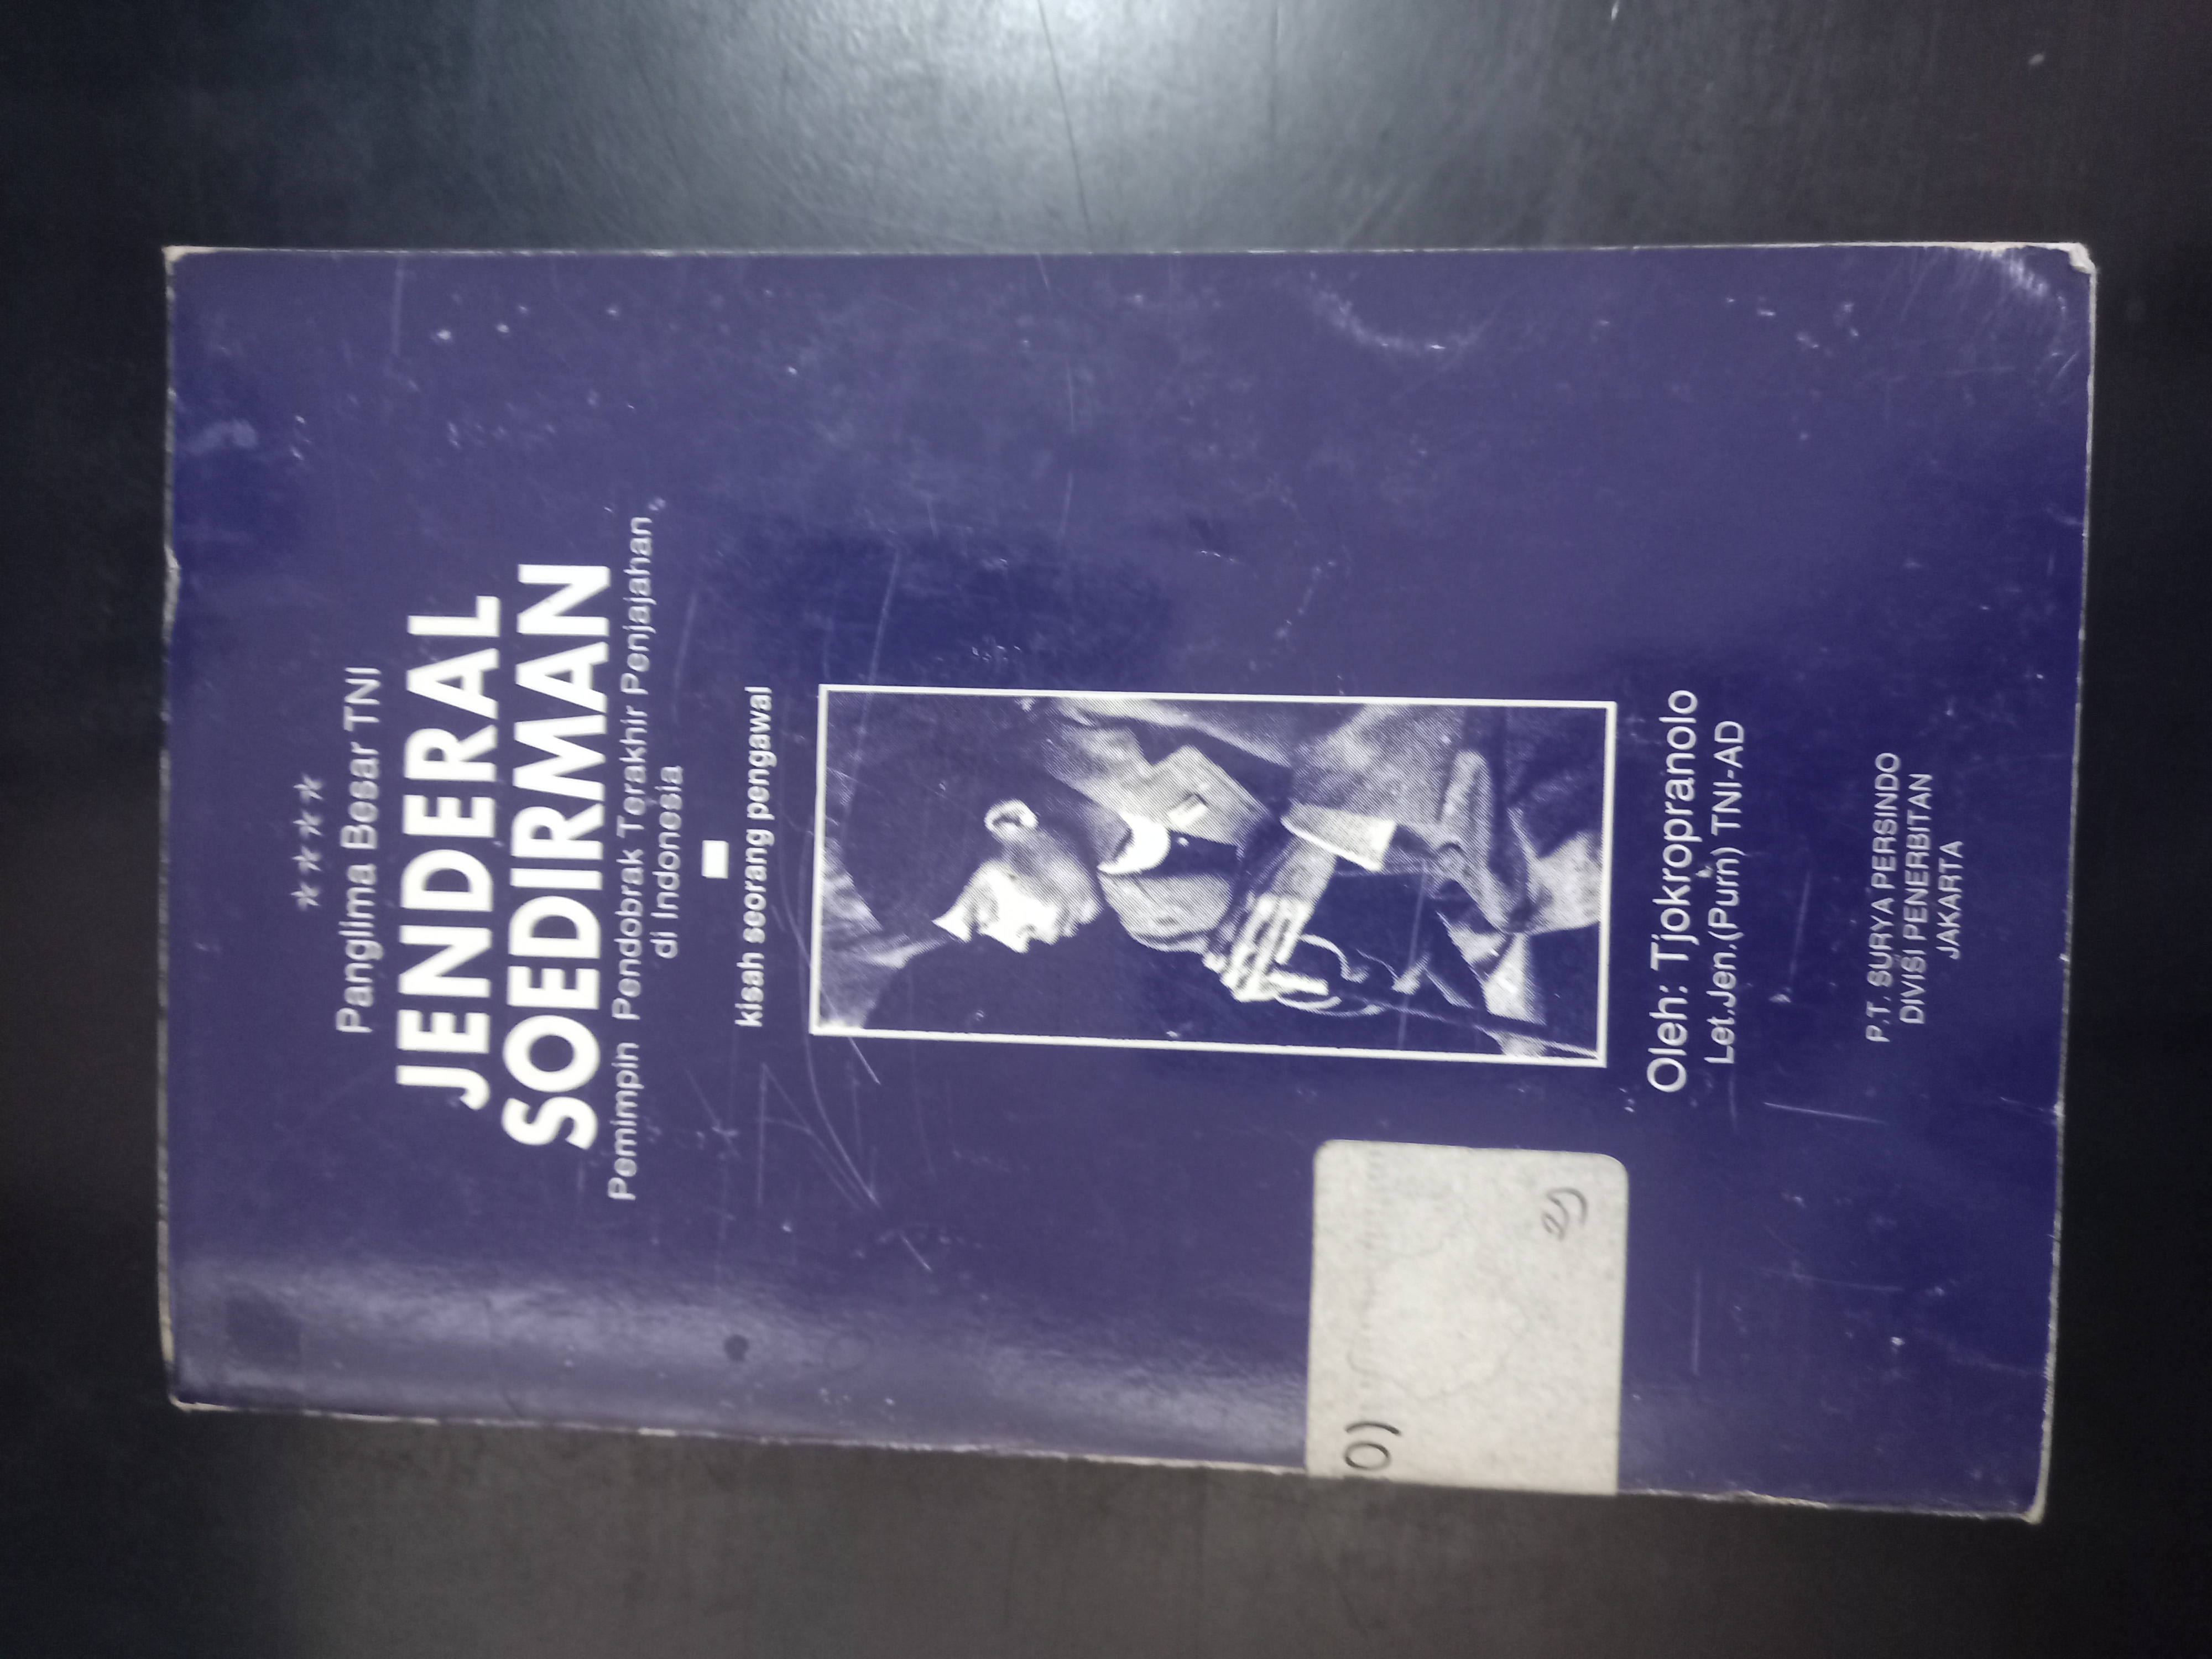 Panglima Besar TNI
JENDERAL
SOEDIRMAN
Pemimpin Pendobrak Terakhir Penjajahan
di Indonesia
kisah seorang pengawal
Oleh: Tjokropranolo
Let.Jen.(Purn) TNI-AD
P.T. SURYA PERSINDO
DIVISI PENERBITAN
JAKARTA